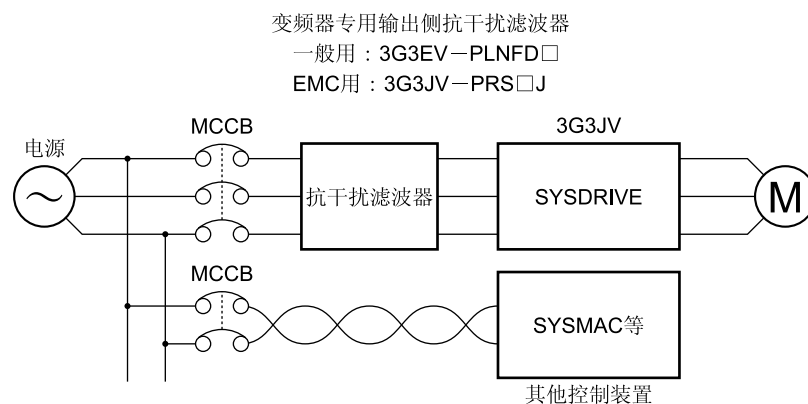 变频器专用输出侧抗干扰滤波器
一般用：3G3EV－PLNFD□
EMC用：3G3JV－PRS□J
MCCB
3G3JV
电源
抗干扰滤波器
SYSDRIVE
M
MCCB
SYSMAC等
其他控制装置